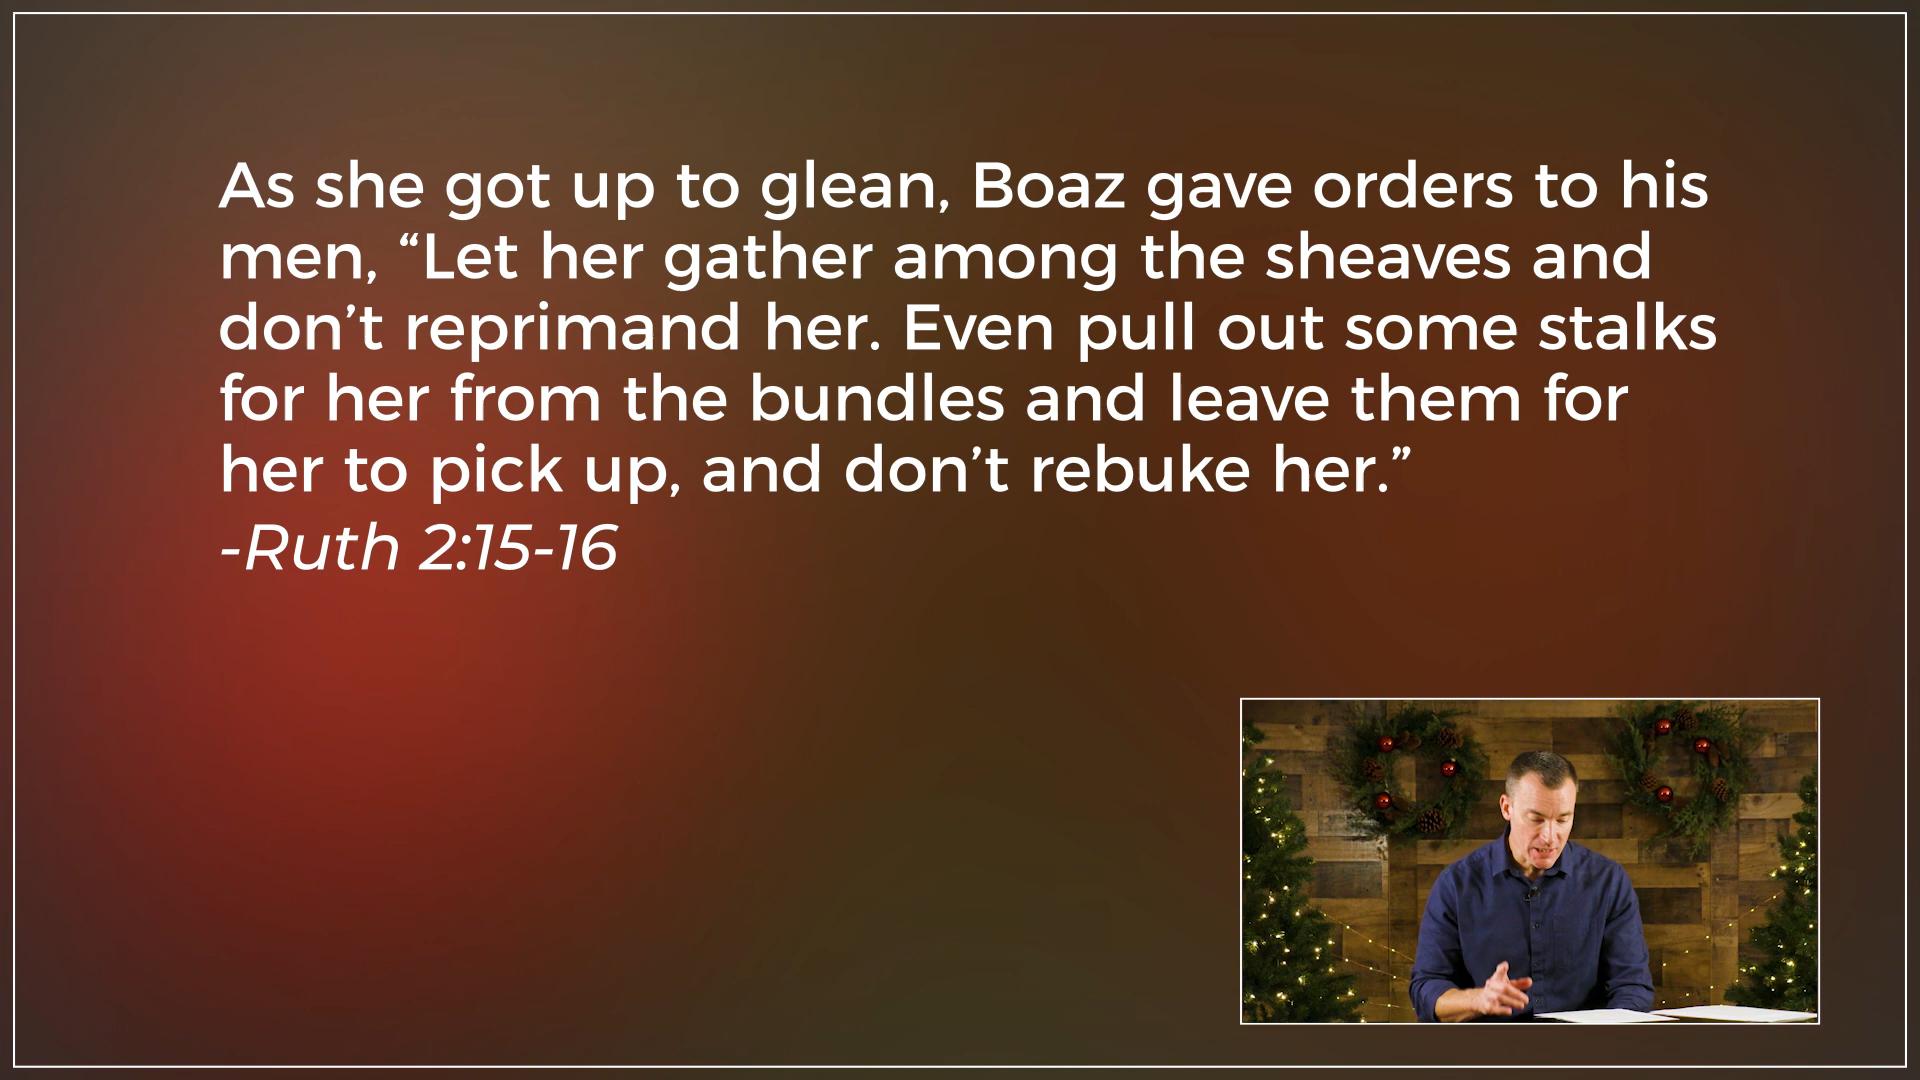 As she got up to glean, Boaz gave orders to his
men, “Let her gather among the sheaves and
don’t reprimand her. Even pull out some stalks
for her from the bundles and leave them for
her to pick up, and don’t rebuke her.”
-Ruth 2:15-16